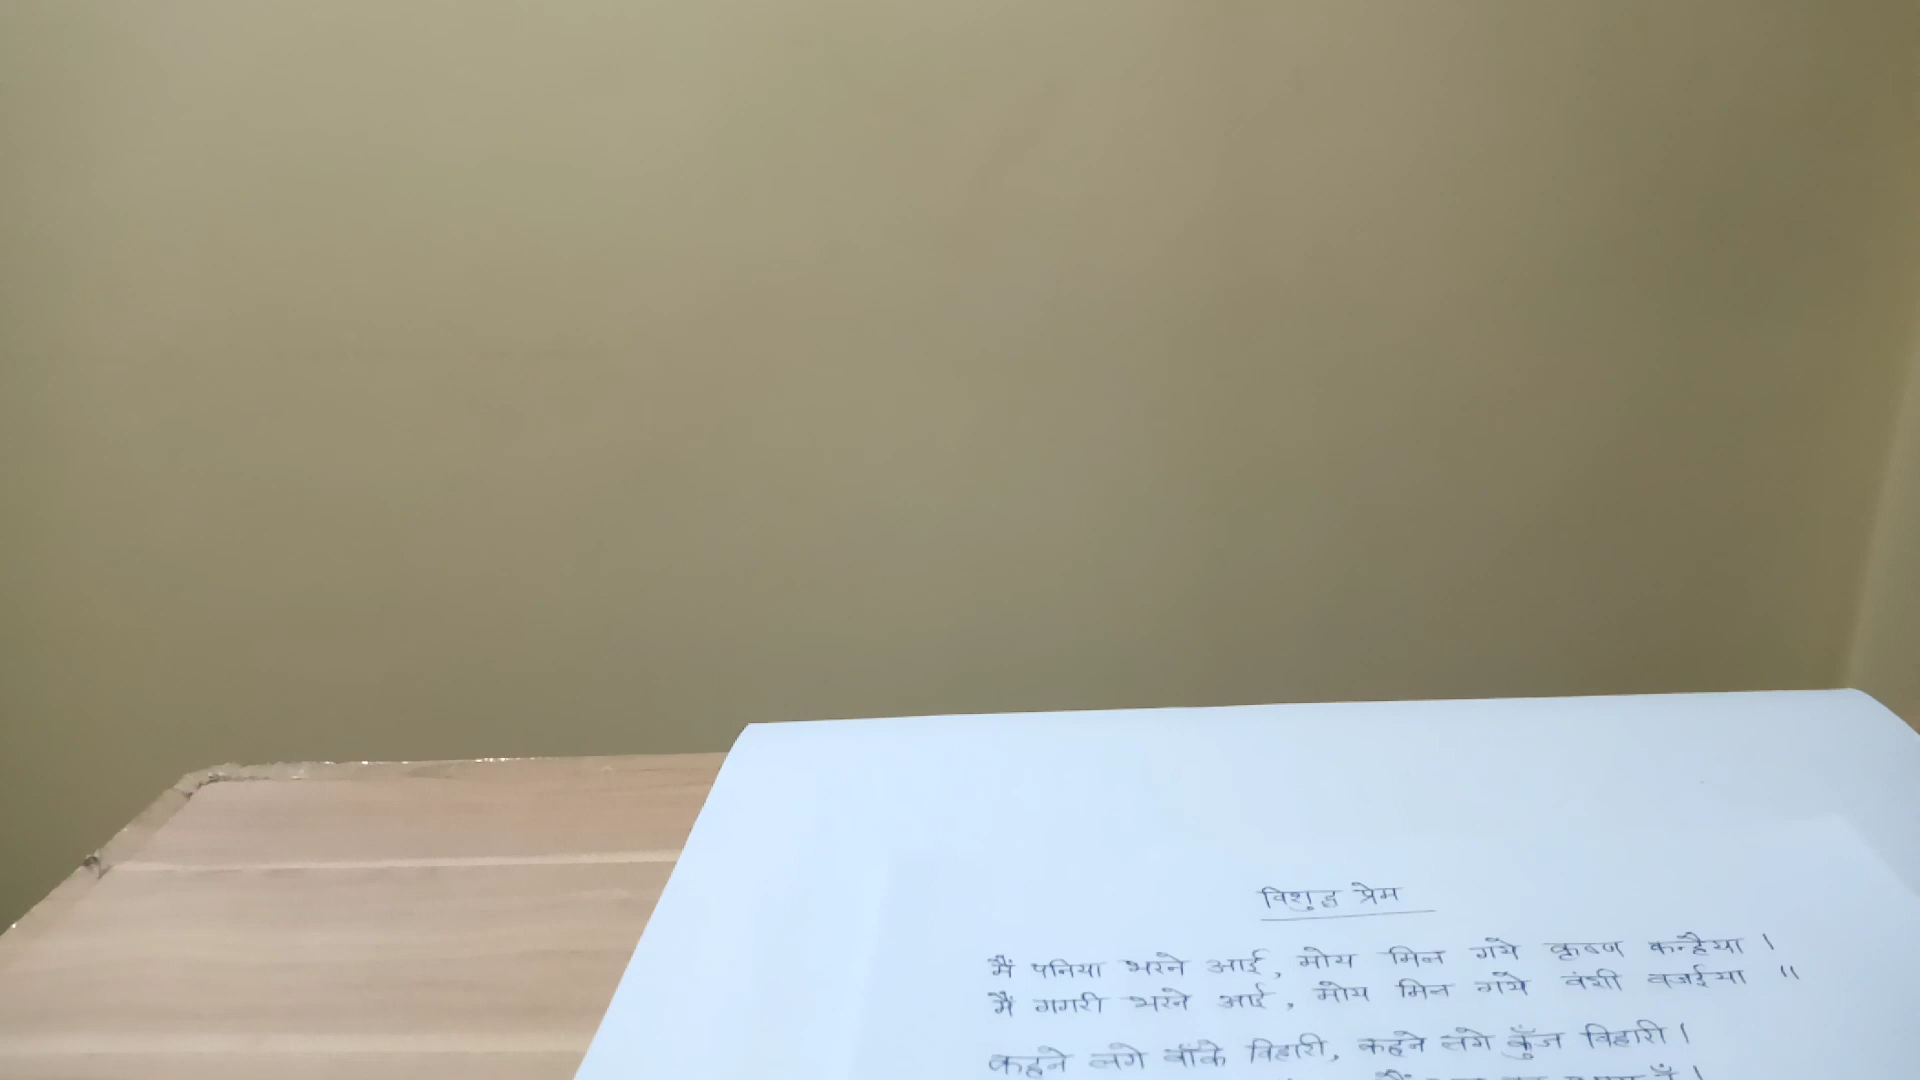 विशुद्ध प्रेम
मैं पनिया भरने आई, मोय मिल गये कृष्ण कन्हैया ।
मैं गगरी भरने आई, मोय मिल गये वंशी बजईया ॥
कहने लगे बाँके विहारी, कहने लगे कुँज विहारी ।